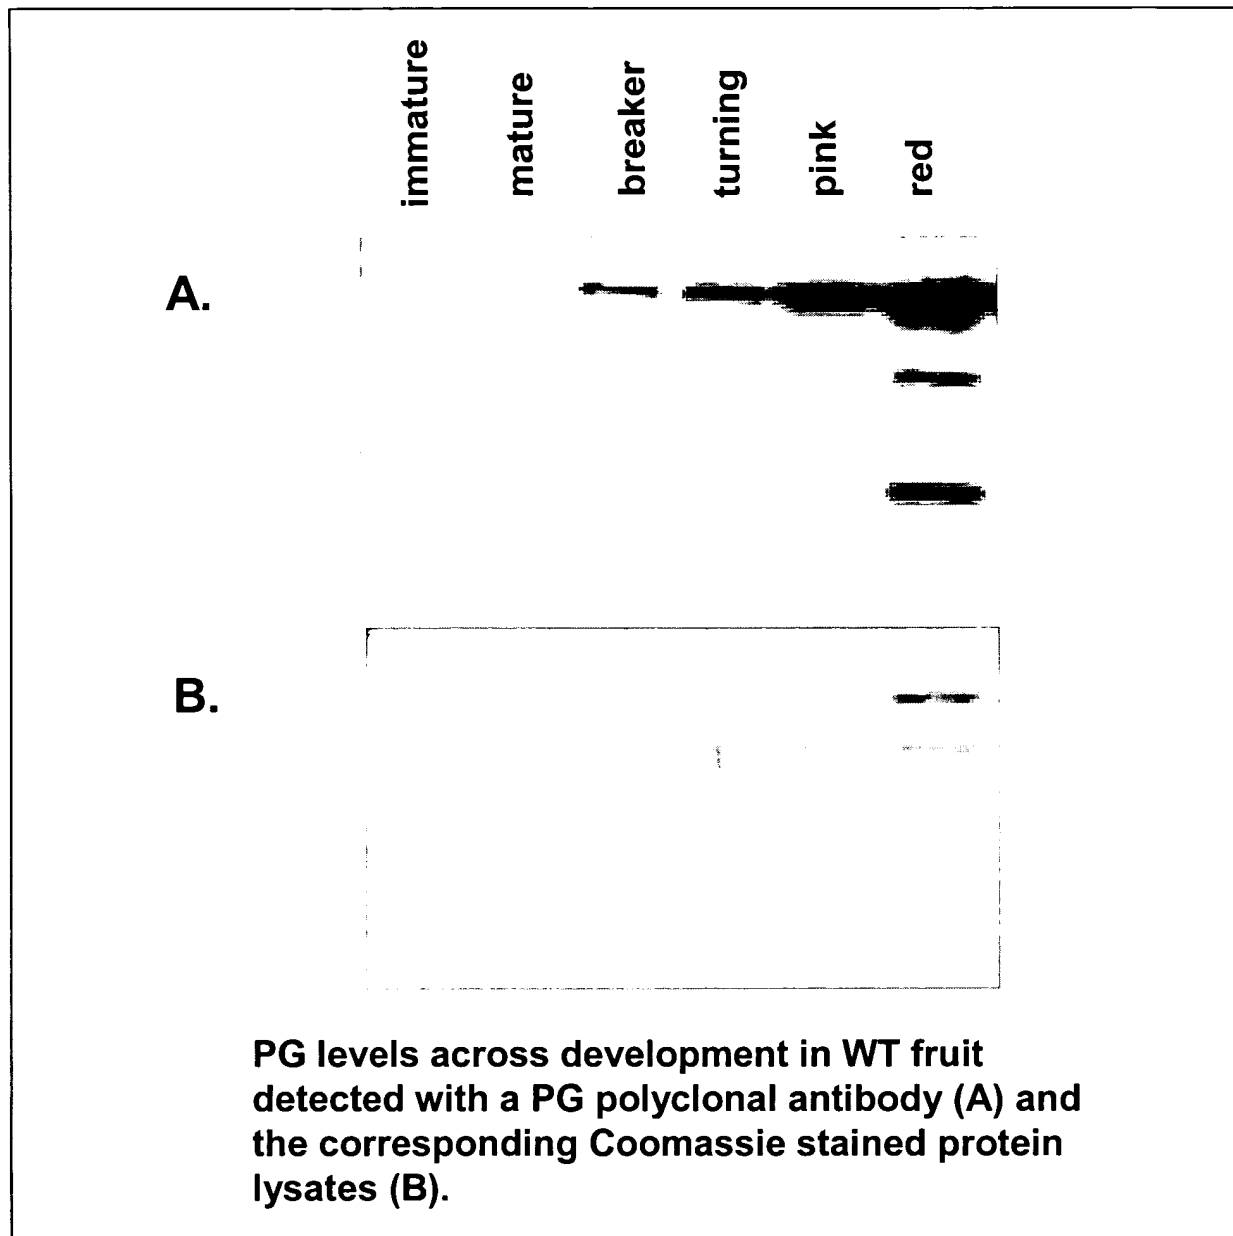 immature
mature
breaker
turning
pink
red
A.
B.
PG levels across development in WT fruit
detected with a PG polyclonal antibody (A) and
the corresponding Coomassie stained protein
lysates (B).